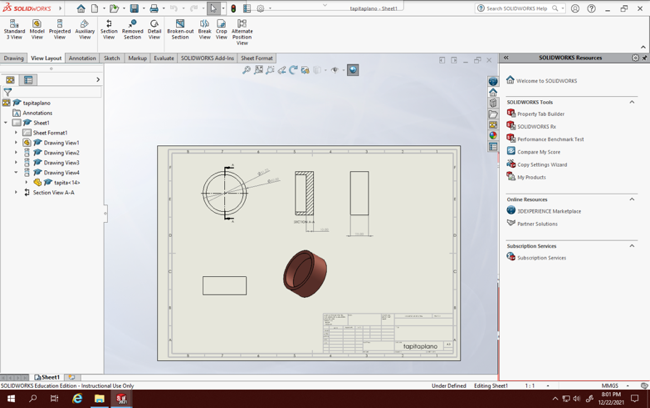 SOLIDWORKS
tapitaplano - Sheet1
Search SOLIDWORKS Help
Standard 3 View
Model View
Projected View
Auxiliary View
Section View
Removed Section
Detail View
Broken-out Section
Break View
Crop View
Alternate Position View
Drawing
View Layout
Annotation
Sketch
Markup
Evaluate
SOLIDWORKS Add-Ins
Sheet Format
SOLIDWORKS Resources
tapitaplano
Annotations
Sheet1
Sheet Format1
Drawing View1
Drawing View2
Drawing View3
Drawing View4
tapita<14>
Section View A-A
Welcome to SOLIDWORKS
SOLIDWORKS Tools
Property Tab Builder
SOLIDWORKS Rx
Performance Benchmark Test
Compare My Score
Copy Settings Wizard
My Products
Online Resources
3DEXPERIENCE Marketplace
Partner Solutions
Subscription Services
Subscription Services
tapitaplano
Sheet1
SOLIDWORKS Education Edition - Instructional Use Only
Under Defined
Editing Sheet1
1 : 1
MMGS
8:01 PM
12/22/2021